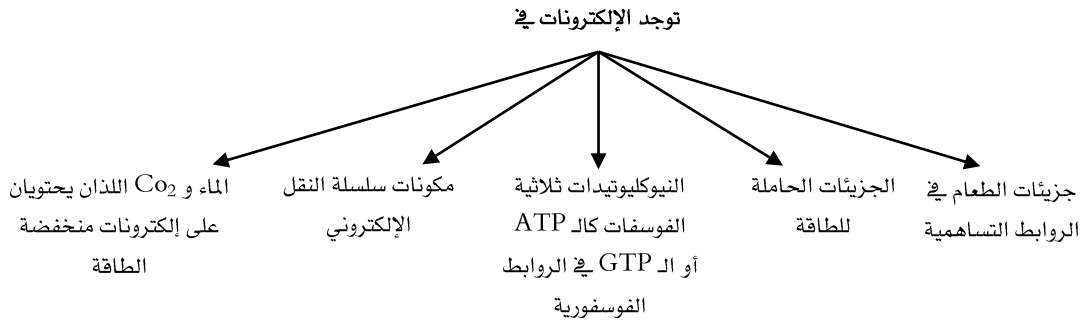 توجد الإلكترونات في
جزيئات الطعام في
الروابط التساهمية
الجزيئات الحاملة
للطاقة
النيوكليوتيدات ثلاثية
الفوسفات كالـ ATP
أو الـ GTP في الروابط
الفوسفورية
مكونات سلسلة النقل
الإلكتروني
الماء و Co₂ اللذان يحتويان
على إلكترونات منخفضة
الطاقة